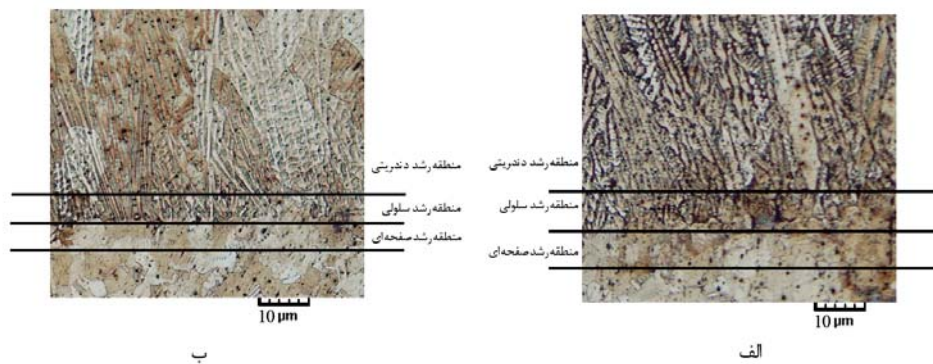 منطقه رشد دندریتی
منطقه رشد سلولی
منطقه رشد صفحه‌ای
10 µm
الف
منطقه رشد دندریتی
منطقه رشد سلولی
منطقه رشد صفحه‌ای
10 µm
ب